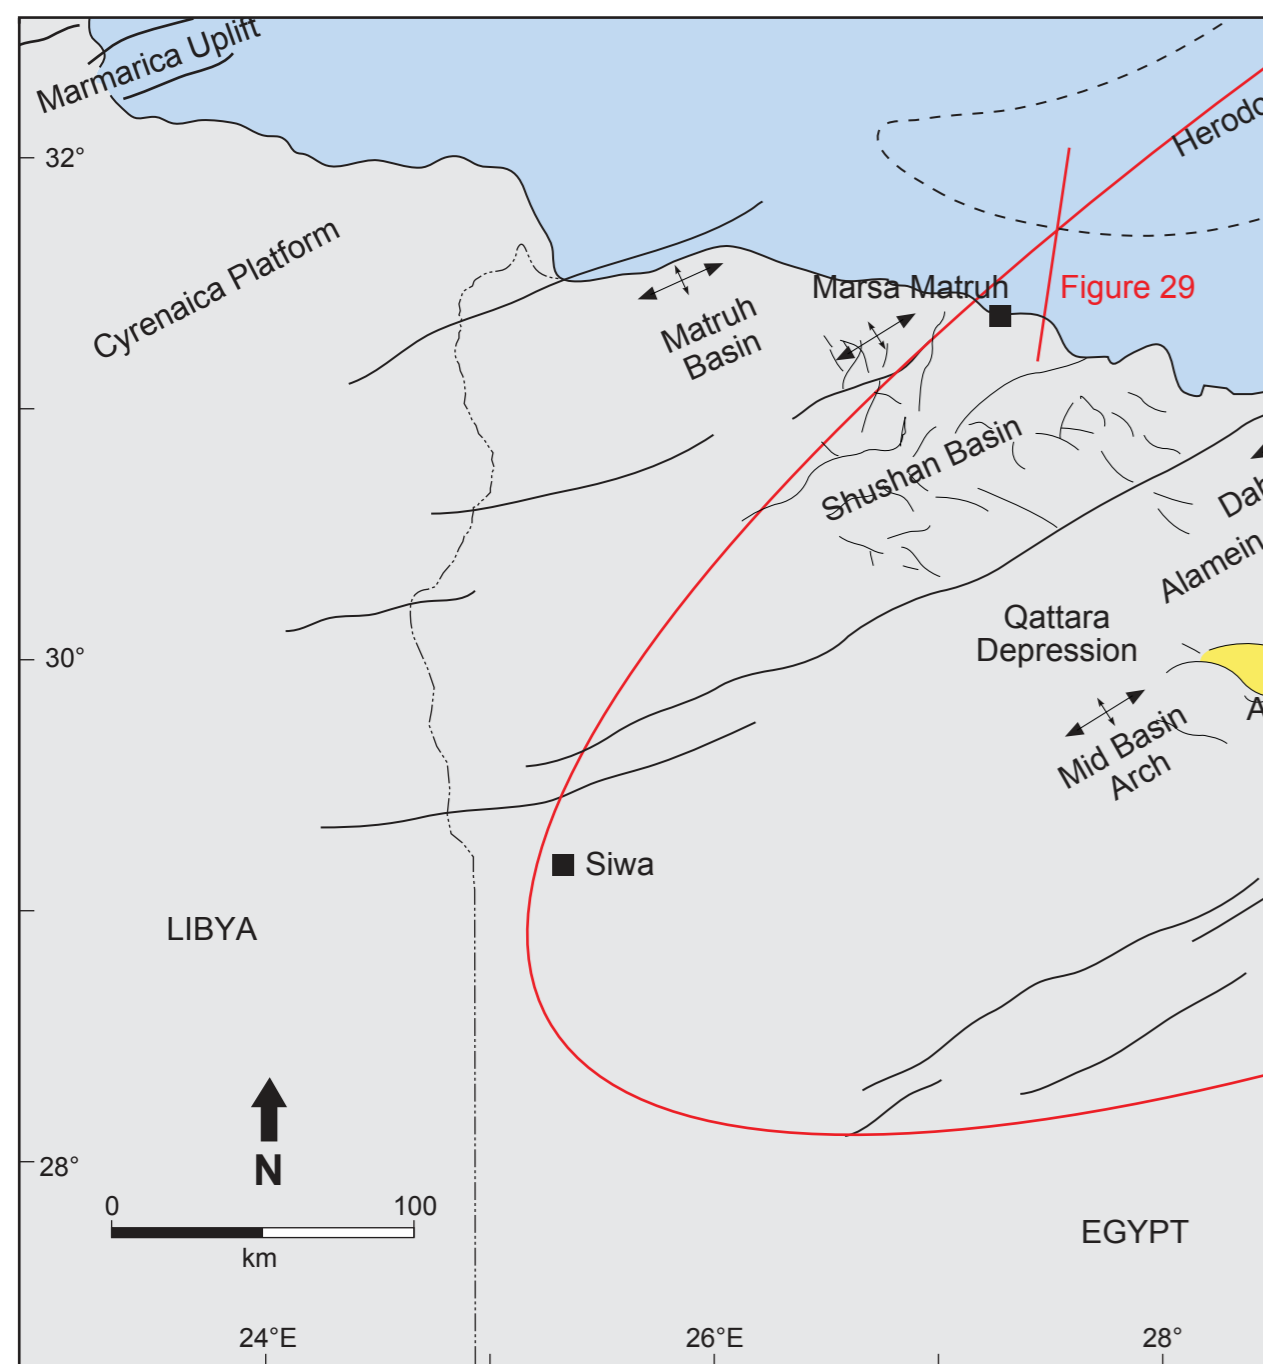 Marmarica Uplift
Herodo
32°
Cyrenaica Platform
Marsa Matruh
Figure 29
Matruh
Basin
Shushan Basin
Dah
Alamein
Qattara
Depression
30°
A
Mid Basin
Arch
Siwa
LIBYA
N
28°
0
100
km
EGYPT
24°E
26°E
28°